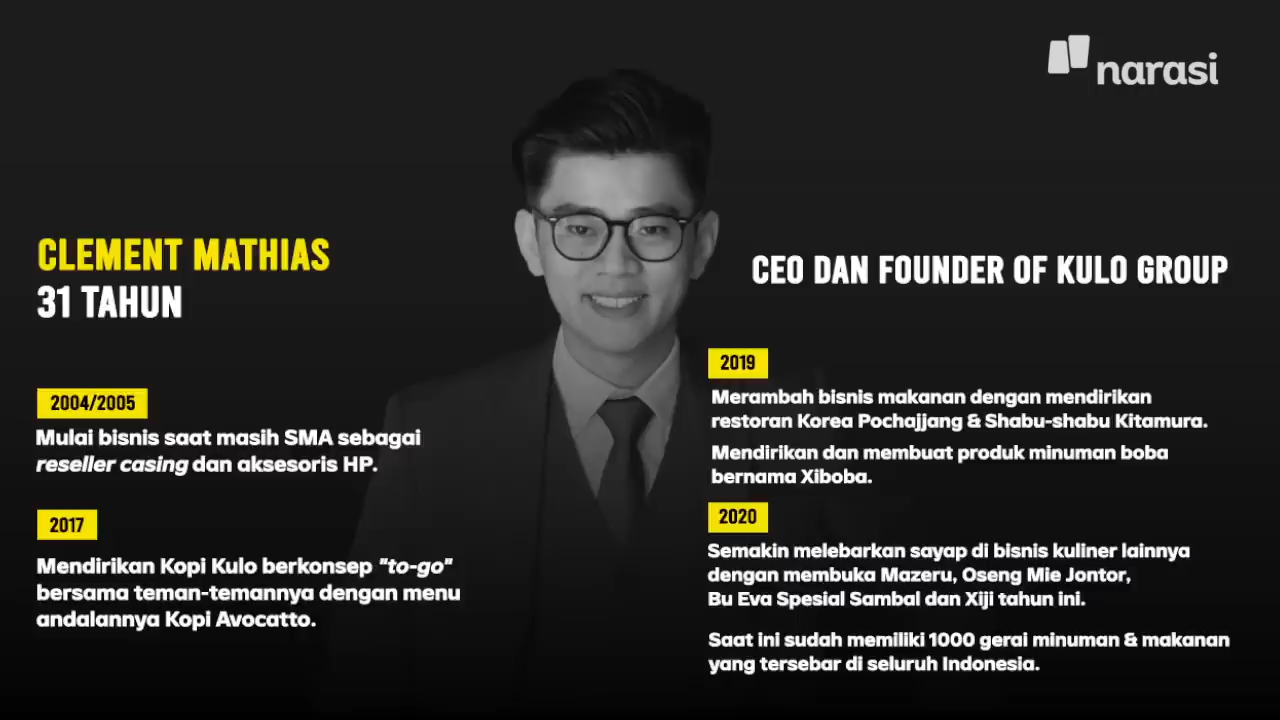 narasi
CLEMENT MATHIAS
31 TAHUN
2004/2005
Mulai bisnis saat masih SMA sebagai
reseller casing dan aksesoris HP.
2017
Mendirikan Kopi Kulo berkonsep "to-go"
bersama teman-temannya dengan menu
andalannya Kopi Avocatto.
CEO DAN FOUNDER OF KULO GROUP
2019
Merambah bisnis makanan dengan mendirikan
restoran Korea Pochajjang & Shabu-shabu Kitamura.
Mendirikan dan membuat produk minuman boba
bernama Xiboba.
2020
Semakin melebarkan sayap di bisnis kuliner lainnya
dengan membuka Mazeru, Oseng Mie Jontor,
Bu Eva Spesial Sambal dan Xiji tahun ini.
Saat ini sudah memiliki 1000 gerai minuman & makanan
yang tersebar di seluruh Indonesia.